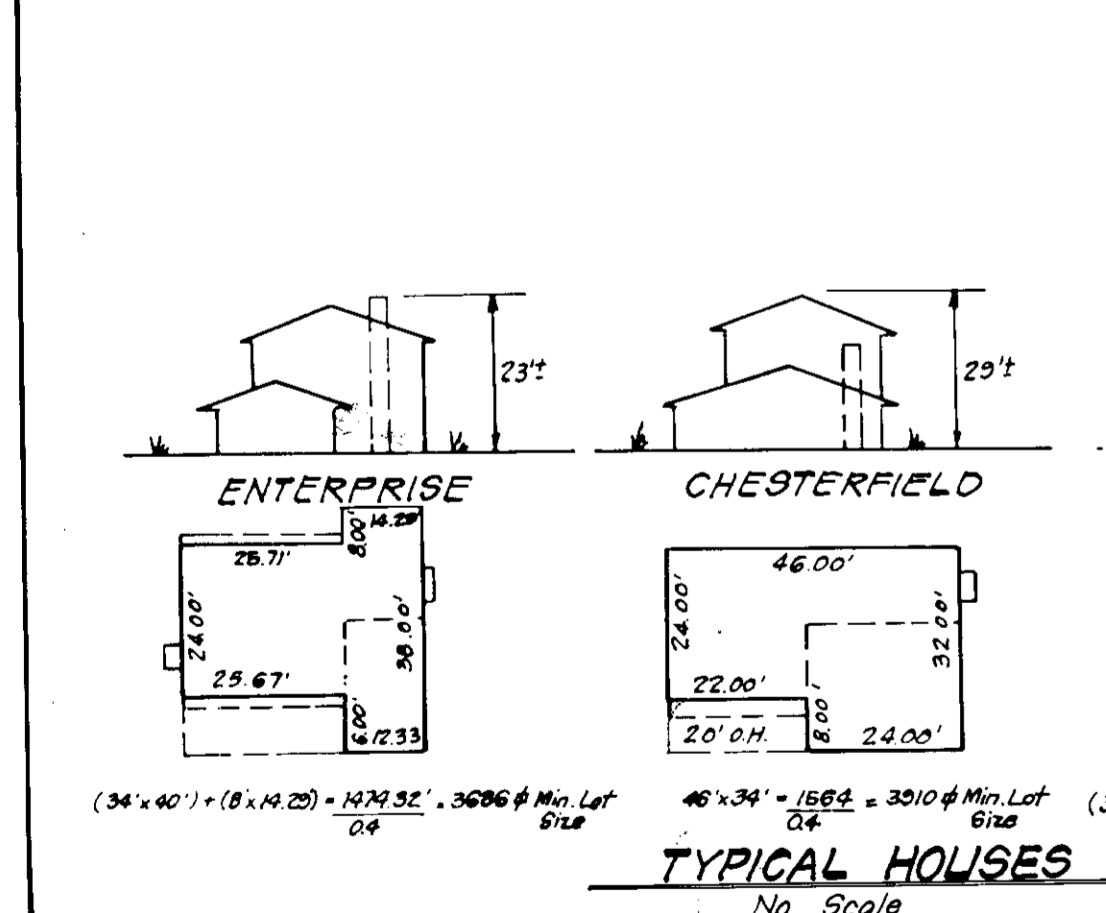 23'±
29'±
ENTERPRISE
CHESTERFIELD
14.29'
8.00'
25.71'
24.00'
38.00'
25.67'
6.00'
12.33
46.00'
24.00'
32.00'
22.00'
8.00'
20' O.H.
24.00'
(34'x40') + (8'x14.29) = 1474.32' = 3686 ⌀ Min. Lot
0.4 Size
46'x34' = 1564 = 3910 ⌀ Min. Lot
0.4 Size
(3
TYPICAL HOUSES
No Scale